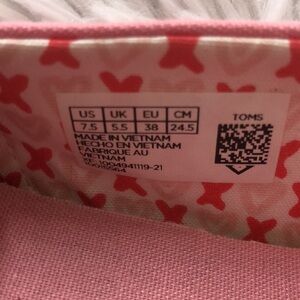 US UK EU CM
7.5 5.5 38 24.5
TOMS
MADE IN VIETNAM
HECHO EN VIETNAM
FABRIQUE AU
VIETNAM